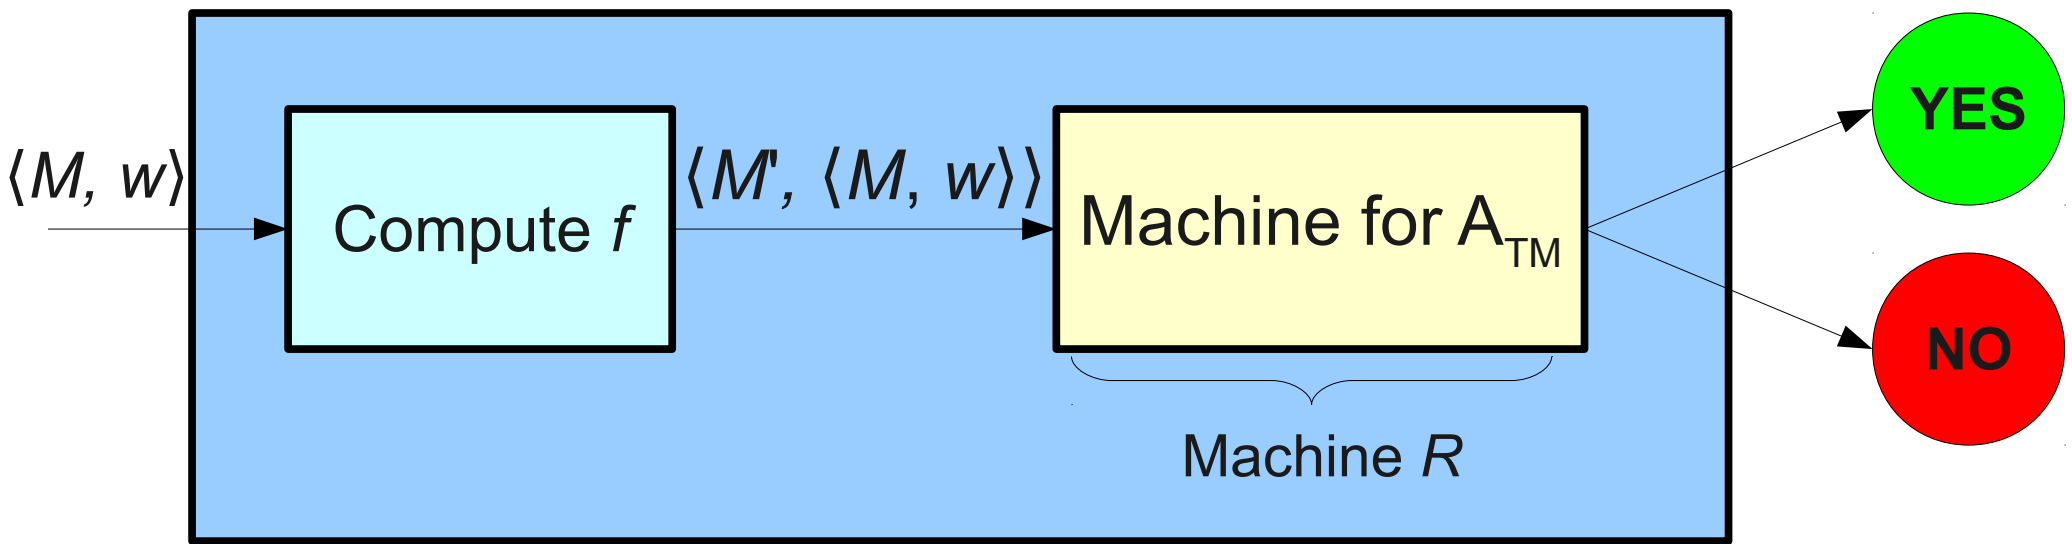 ⟨M, w⟩
Compute f
⟨M', ⟨M, w⟩⟩
Machine for A_TM
Machine R
YES
NO